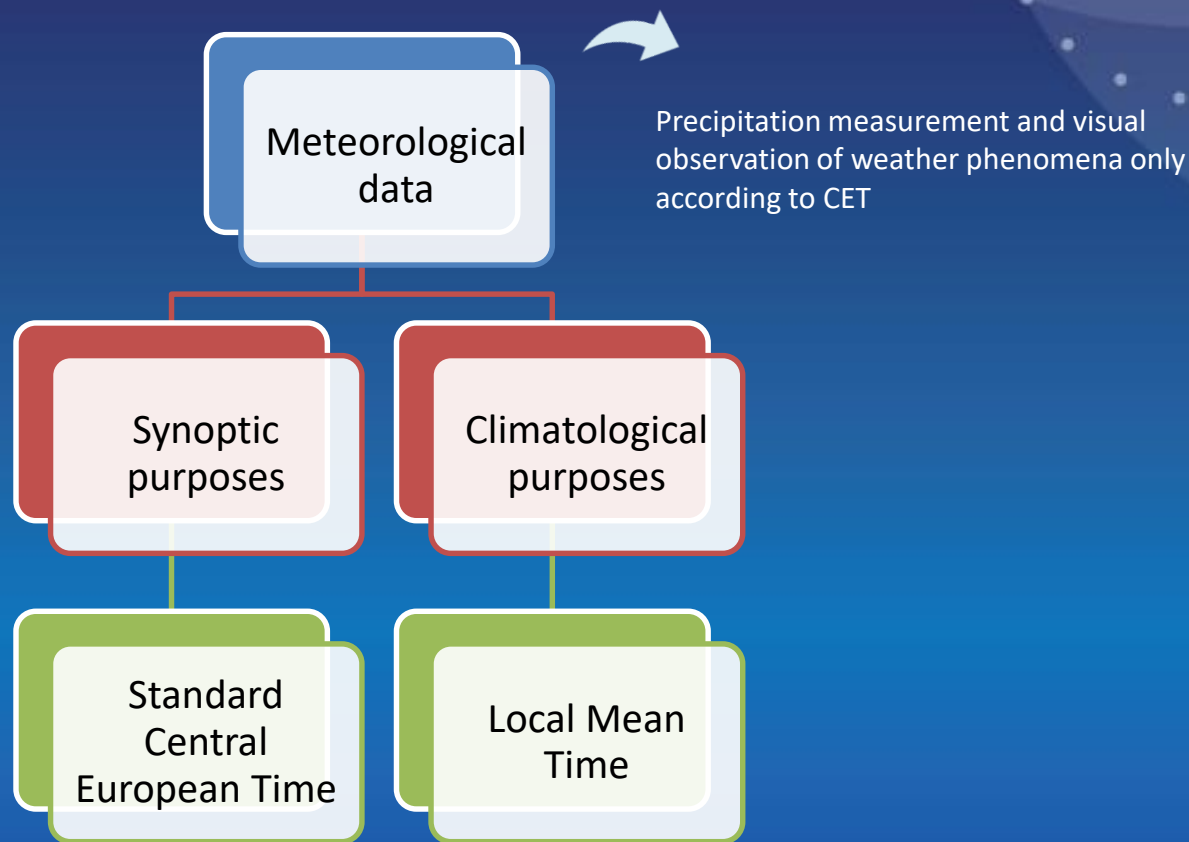 Meteorological
data
Precipitation measurement and visual
observation of weather phenomena only
according to CET
Synoptic
purposes
Climatological
purposes
Standard
Central
European Time
Local Mean
Time